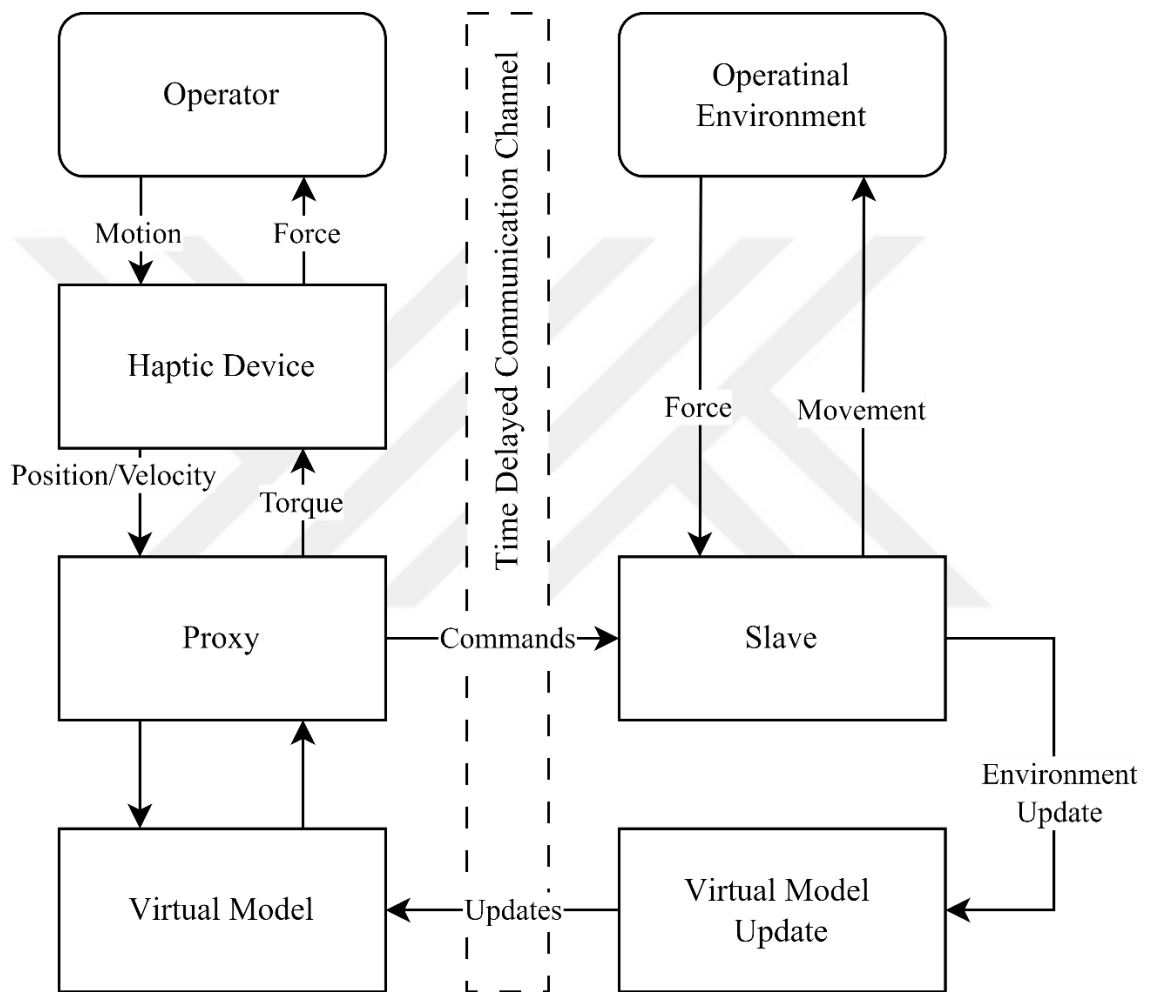 Operator
Time Delayed Communication Channel
Operatinal
Environment
Motion
Force
Haptic Device
Force
Movement
Position/Velocity
Torque
Proxy
Commands
Slave
Environment
Update
Virtual Model
Updates
Virtual Model
Update